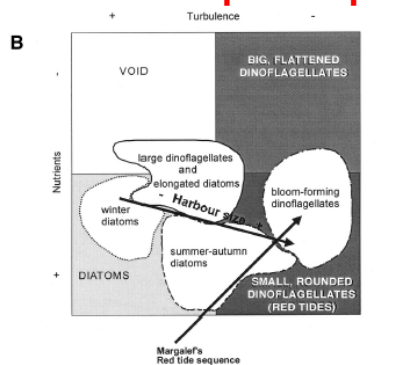 + Turbulence -
B
VOID
BIG, FLATTENED
DINOFLAGELLATES
-
large dinoflagellates
and
elongated diatoms
Nutrients
bloom-forming
dinoflagellates
- Harbour size +
winter
diatoms
summer-autumn
diatoms
+
DIATOMS
SMALL, ROUNDED
DINOFLAGELLATES
(RED TIDES)
Margalef's
Red tide sequence